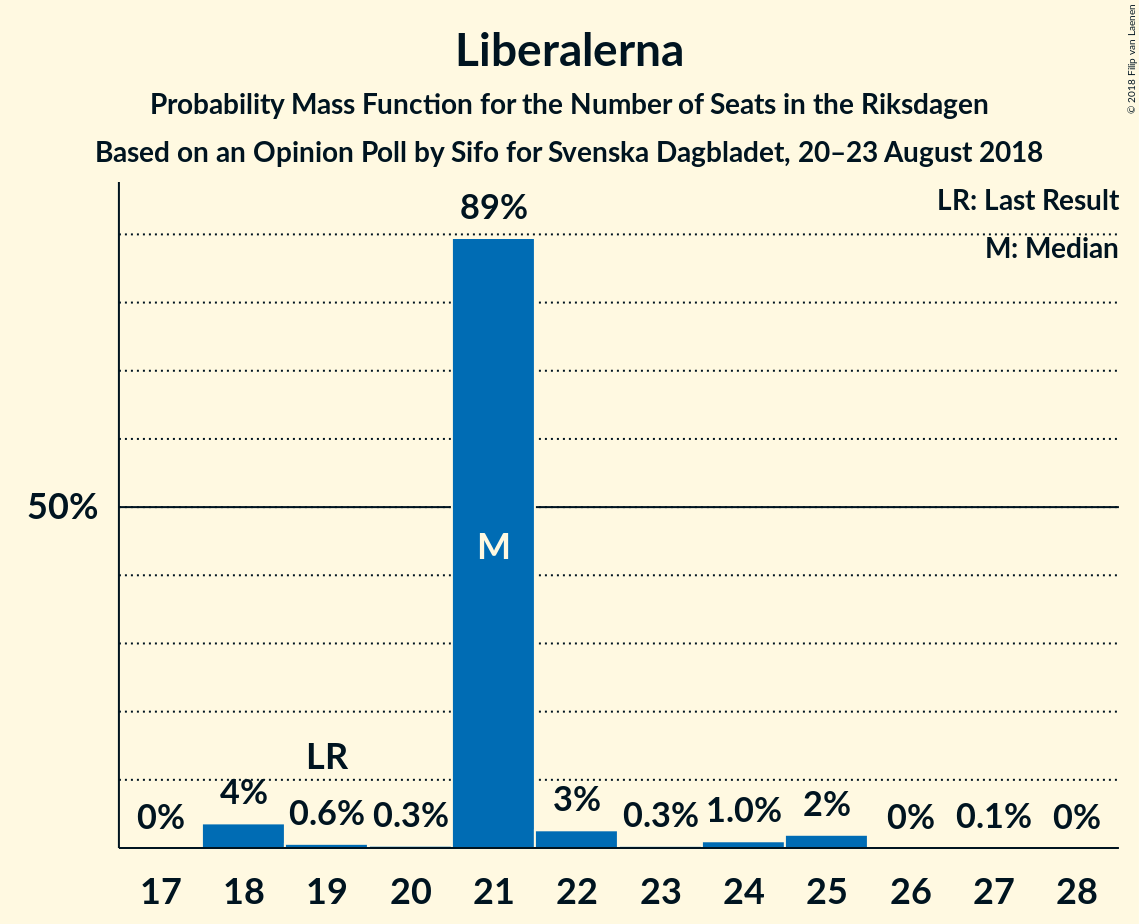 Liberalerna
Probability Mass Function for the Number of Seats in the Riksdagen
Based on an Opinion Poll by Sifo for Svenska Dagbladet, 20–23 August 2018
© 2018 Filip van Laenen
LR: Last Result
M: Median
50%
0%
4%
LR
0.6%
0.3%
89%
M
3%
0.3%
1.0%
2%
0%
0.1%
0%
17 18 19 20 21 22 23 24 25 26 27 28